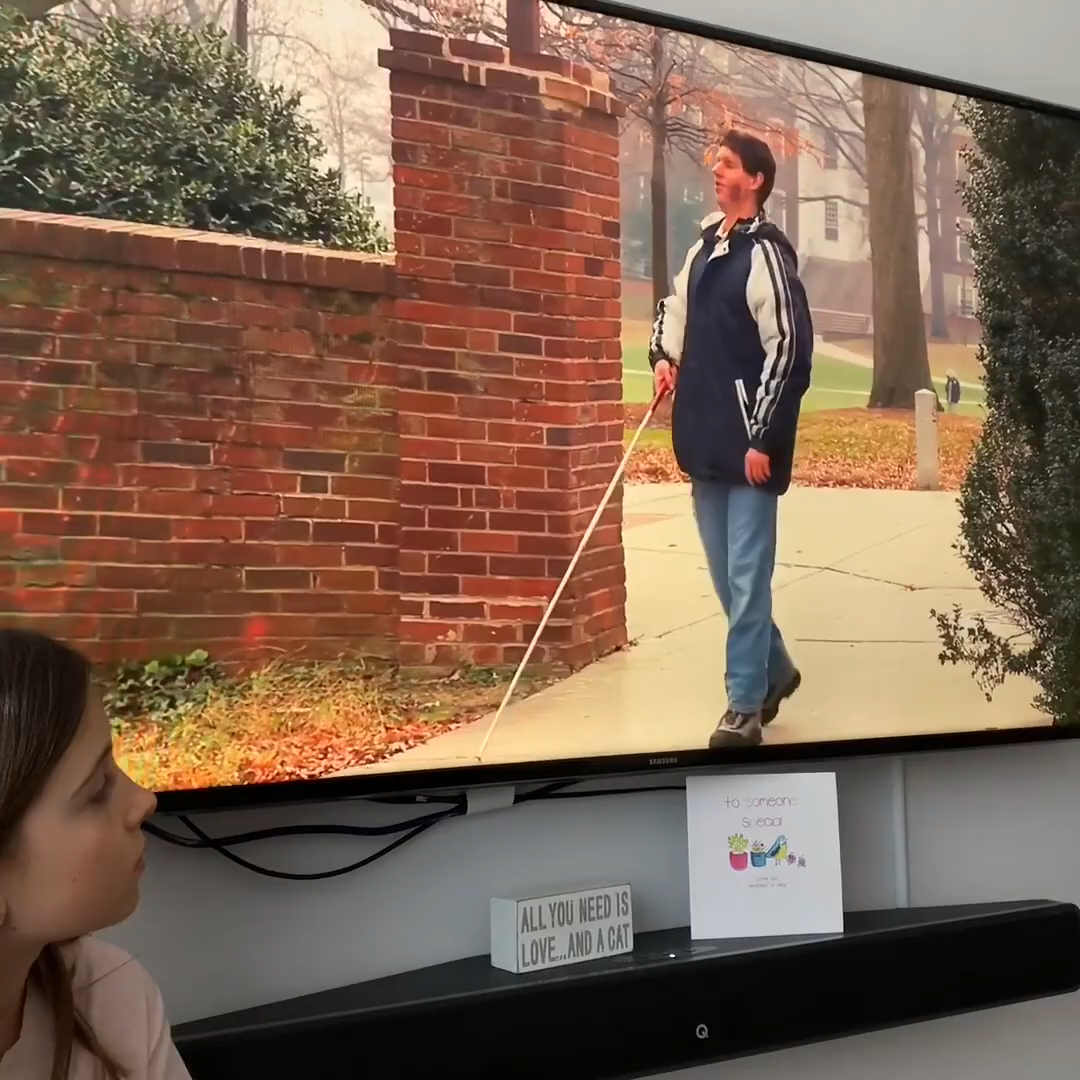 SAMSUNG
to someone
special
ALL YOU NEED IS
LOVE...AND A CAT
Q